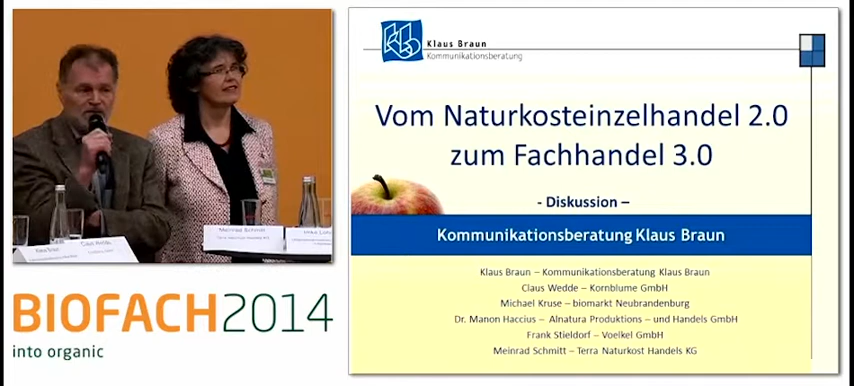 Meinrad Schmitt
BIOFACH2014
into organic
Klaus Braun
Kommunikationsberatung
Vom Naturkosteinzelhandel 2.0
zum Fachhandel 3.0
- Diskussion –
Kommunikationsberatung Klaus Braun
Klaus Braun – Kommunikationsberatung Klaus Braun
Claus Wedde – Kornblume GmbH
Michael Kruse – biomarkt Neubrandenburg
Dr. Manon Haccius – Alnatura Produktions – und Handels GmbH
Frank Stieldorf – Voelkel GmbH
Meinrad Schmitt – Terra Naturkost Handels KG